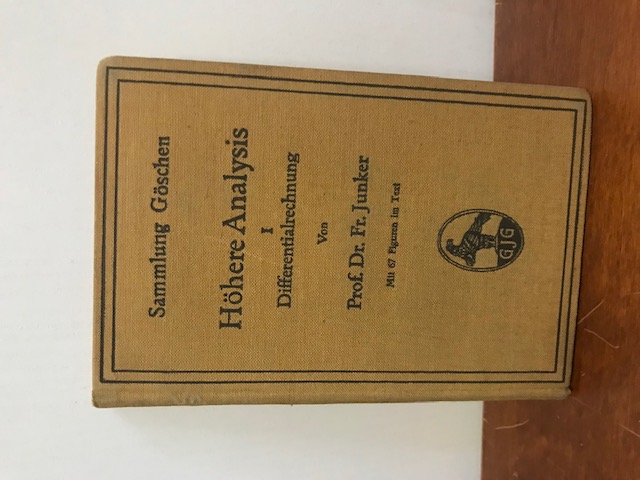 Sammlung Göschen
Höhere Analysis
I
Differentialrechnung
Von
Prof. Dr. Fr. Junker
Mit 67 Figuren im Text
GJG